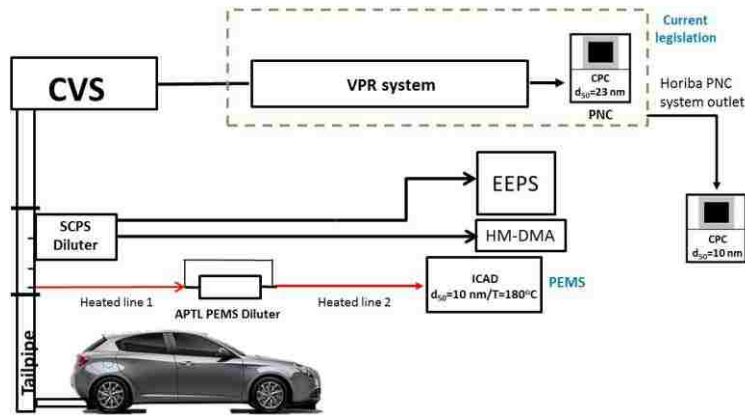 Current
legislation
CVS
VPR system
CPC
d₅₀=23 nm
PNC
Horiba PNC
system outlet
CPC
d₅₀=10 nm
EEPS
SCPS
Diluter
HM-DMA
ICAD
d₅₀=10 nm/T=180°C
PEMS
Heated line 1
APTL PEMS Diluter
Heated line 2
Tailpipe